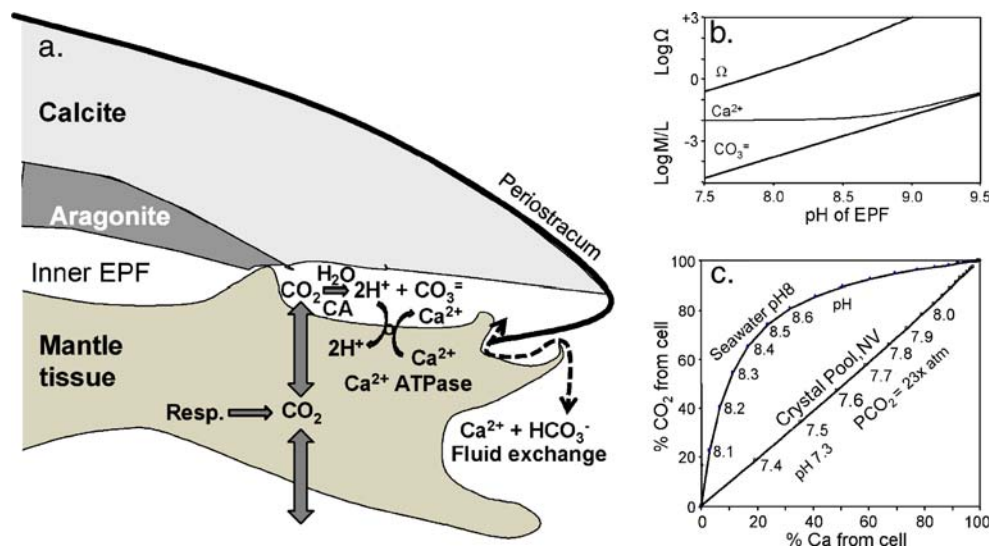 a.
Calcite
Periostracum
Aragonite
Inner EPF
H₂O
CO₂ 2H⁺ + CO₃⁼
CA
Ca²⁺
2H⁺
Ca²⁺
Ca²⁺ ATPase
Mantle
tissue
Resp. CO₂
Ca²⁺ + HCO₃⁻
Fluid exchange
b.
LogΩ
+3
0
Ω
Ca²⁺
LogM/L
-3
CO₃⁼
7.5 8.0 8.5 9.0 9.5
pH of EPF
c.
% CO₂ from cell
100
80
60
40
20
0
Seawater pH8
pH
8.1
8.2
8.3
8.4
8.5
8.6
Crystal Pool, NV
PCO₂ = 23x atm
pH 7.3
7.4
7.5
7.6
7.7
7.8
7.9
8.0
0 20 40 60 80 100
% Ca from cell